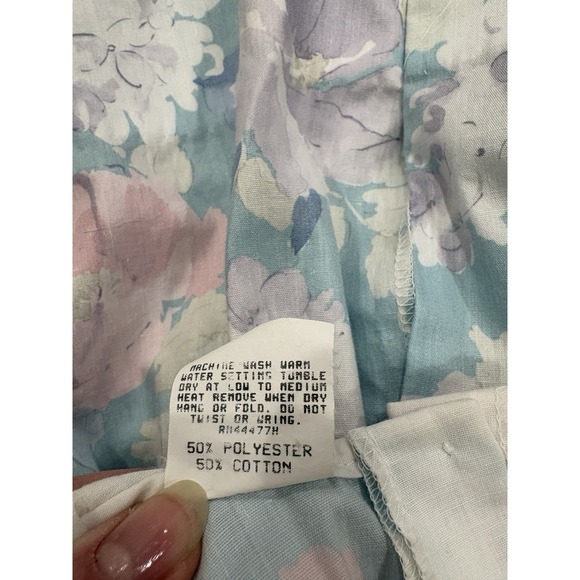 MACHINE WASH WARM
WATER SETTING TUMBLE
DRY AT LOW TO MEDIUM
HEAT REMOVE WHEN DRY
HANG OR FOLD. DO NOT
TWIST OR WRING.
RN44477H
50% POLYESTER
50% COTTON